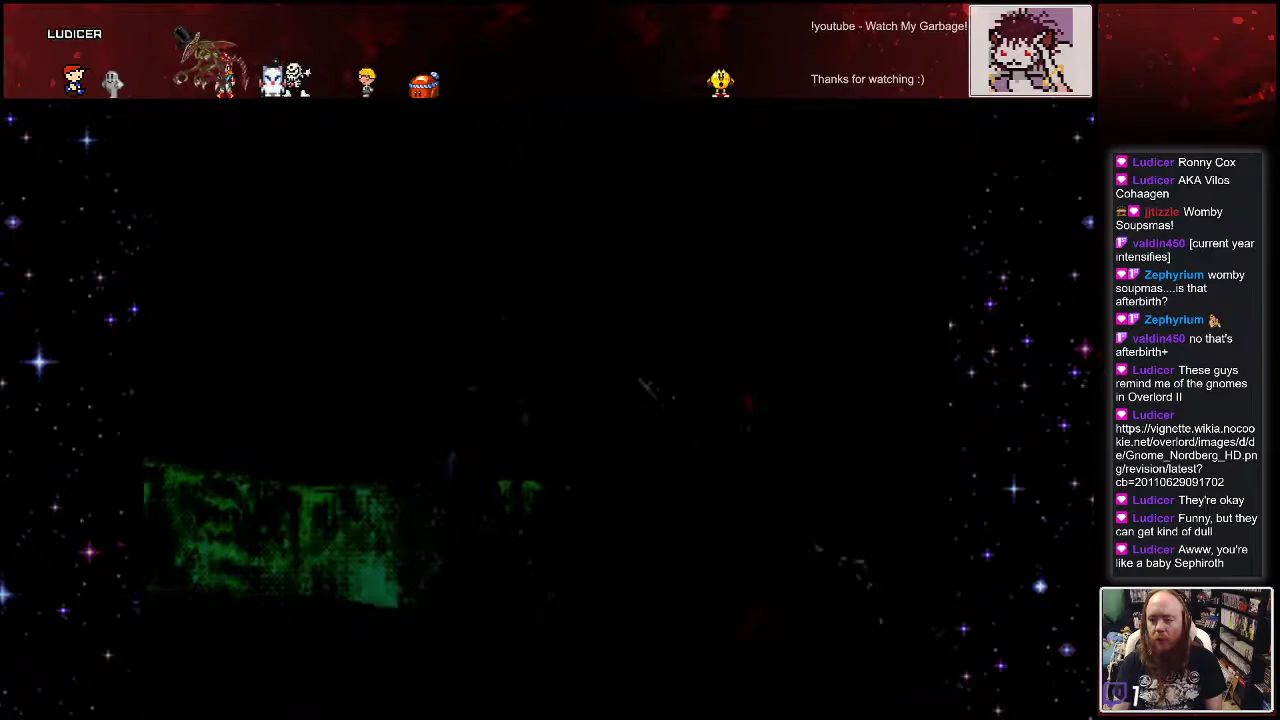 LUDICER
!youtube - Watch My Garbage!
Thanks for watching :)
Ludicer Ronny Cox
Ludicer AKA Vilos
Cohaagen
jjtizzle Womby
Soupsmas!
valdin450 [current year
intensifies]
Zephyrium womby
soupmas....is that
afterbirth?
Zephyrium
valdin450 no that's
afterbirth+
Ludicer These guys
remind me of the gnomes
in Overlord II
Ludicer
https://vignette.wikia.nocoo
kie.net/overlord/images/d/d
e/Gnome_Nordberg_HD.pn
g/revision/latest?
cb=20110629091702
Ludicer They're okay
Ludicer Funny, but they
can get kind of dull
Ludicer Awww, you're
like a baby Sephiroth
1